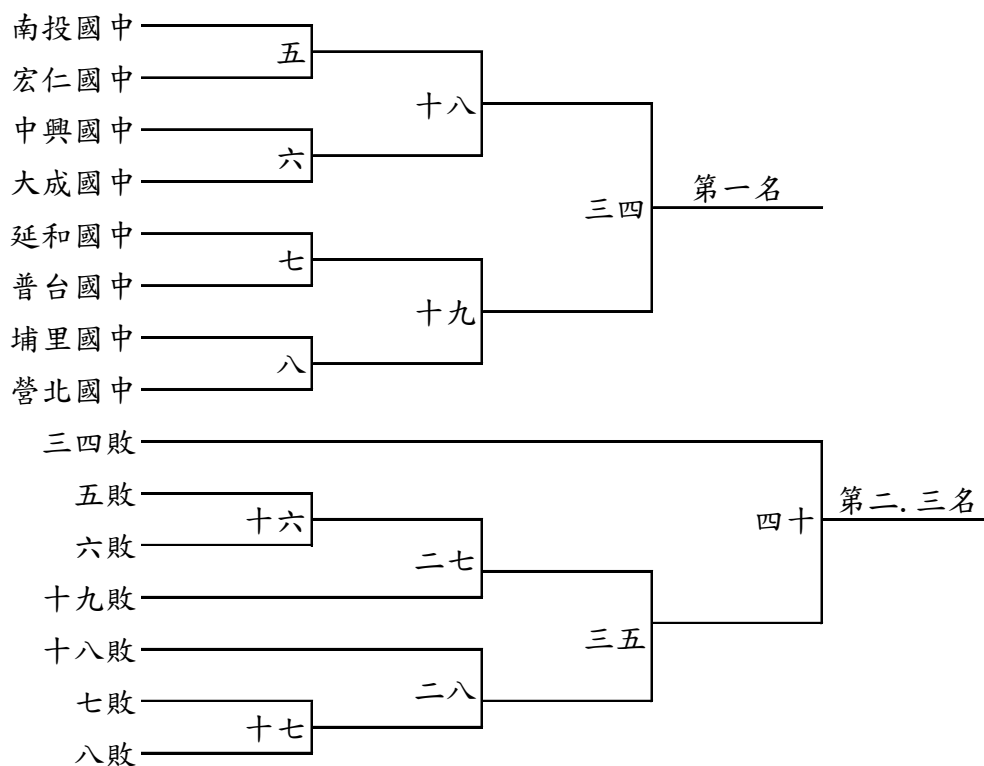 南投國中
五
宏仁國中
十八
中興國中
六
大成國中
三四
第一名
延和國中
七
普台國中
十九
埔里國中
八
營北國中
三四敗
五敗
十六
六敗
二七
十九敗
四十
第二.三名
十八敗
三五
七敗
二八
十七
八敗